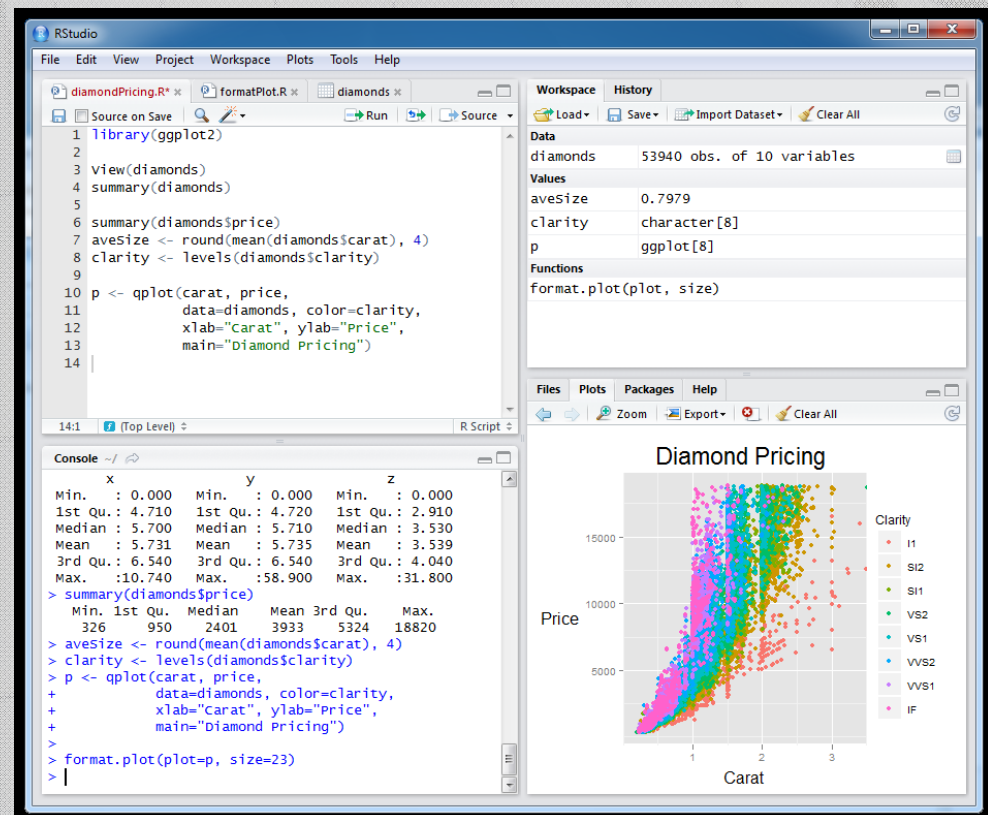 RStudio
File Edit View Project Workspace Plots Tools Help
diamondPricing.R* × formatPlot.R × diamonds ×
Source on Save Run Source
1 library(ggplot2)
2
3 View(diamonds)
4 summary(diamonds)
5
6 summary(diamonds$price)
7 aveSize <- round(mean(diamonds$carat), 4)
8 clarity <- levels(diamonds$clarity)
9
10 p <- qplot(carat, price,
11 data=diamonds, color=clarity,
12 xlab="Carat", ylab="Price",
13 main="Diamond Pricing")
14
14:1 (Top Level) R Script
Console ~/
x y z
Min. : 0.000 Min. : 0.000 Min. : 0.000
1st Qu.: 4.710 1st Qu.: 4.720 1st Qu.: 2.910
Median : 5.700 Median : 5.710 Median : 3.530
Mean : 5.731 Mean : 5.735 Mean : 3.539
3rd Qu.: 6.540 3rd Qu.: 6.540 3rd Qu.: 4.040
Max. :10.740 Max. :58.900 Max. :31.800
> summary(diamonds$price)
Min. 1st Qu. Median Mean 3rd Qu. Max.
326 950 2401 3933 5324 18820
> aveSize <- round(mean(diamonds$carat), 4)
> clarity <- levels(diamonds$clarity)
> p <- qplot(carat, price,
+ data=diamonds, color=clarity,
+ xlab="Carat", ylab="Price",
+ main="Diamond Pricing")
>
> format.plot(plot=p, size=23)
>
Workspace History
Load Save Import Dataset Clear All
Data
diamonds 53940 obs. of 10 variables
Values
aveSize 0.7979
clarity character[8]
p ggplot[8]
Functions
format.plot(plot, size)
Files Plots Packages Help
Zoom Export Clear All
Diamond Pricing
Price
15000
10000
5000
1 2 3
Carat
Clarity
I1
SI2
SI1
VS2
VS1
VVS2
VVS1
IF